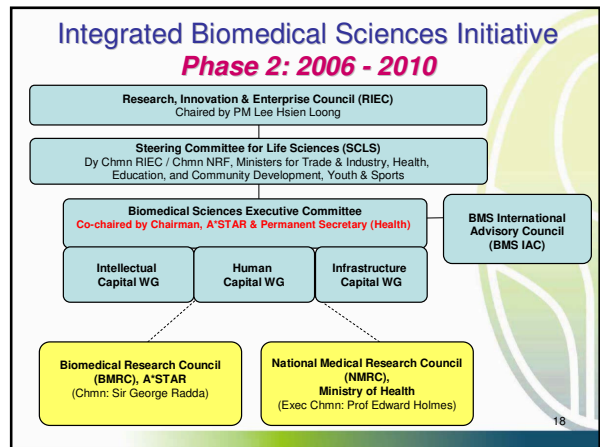 Integrated Biomedical Sciences Initiative
Phase 2: 2006 - 2010
Research, Innovation & Enterprise Council (RIEC)
Chaired by PM Lee Hsien Loong
Steering Committee for Life Sciences (SCLS)
Dy Chmn RIEC / Chmn NRF, Ministers for Trade & Industry, Health,
Education, and Community Development, Youth & Sports
Biomedical Sciences Executive Committee
Co-chaired by Chairman, A*STAR & Permanent Secretary (Health)
BMS International
Advisory Council
(BMS IAC)
Intellectual
Capital WG
Human
Capital WG
Infrastructure
Capital WG
Biomedical Research Council
(BMRC), A*STAR
(Chmn: Sir George Radda)
National Medical Research Council
(NMRC),
Ministry of Health
(Exec Chmn: Prof Edward Holmes)
18